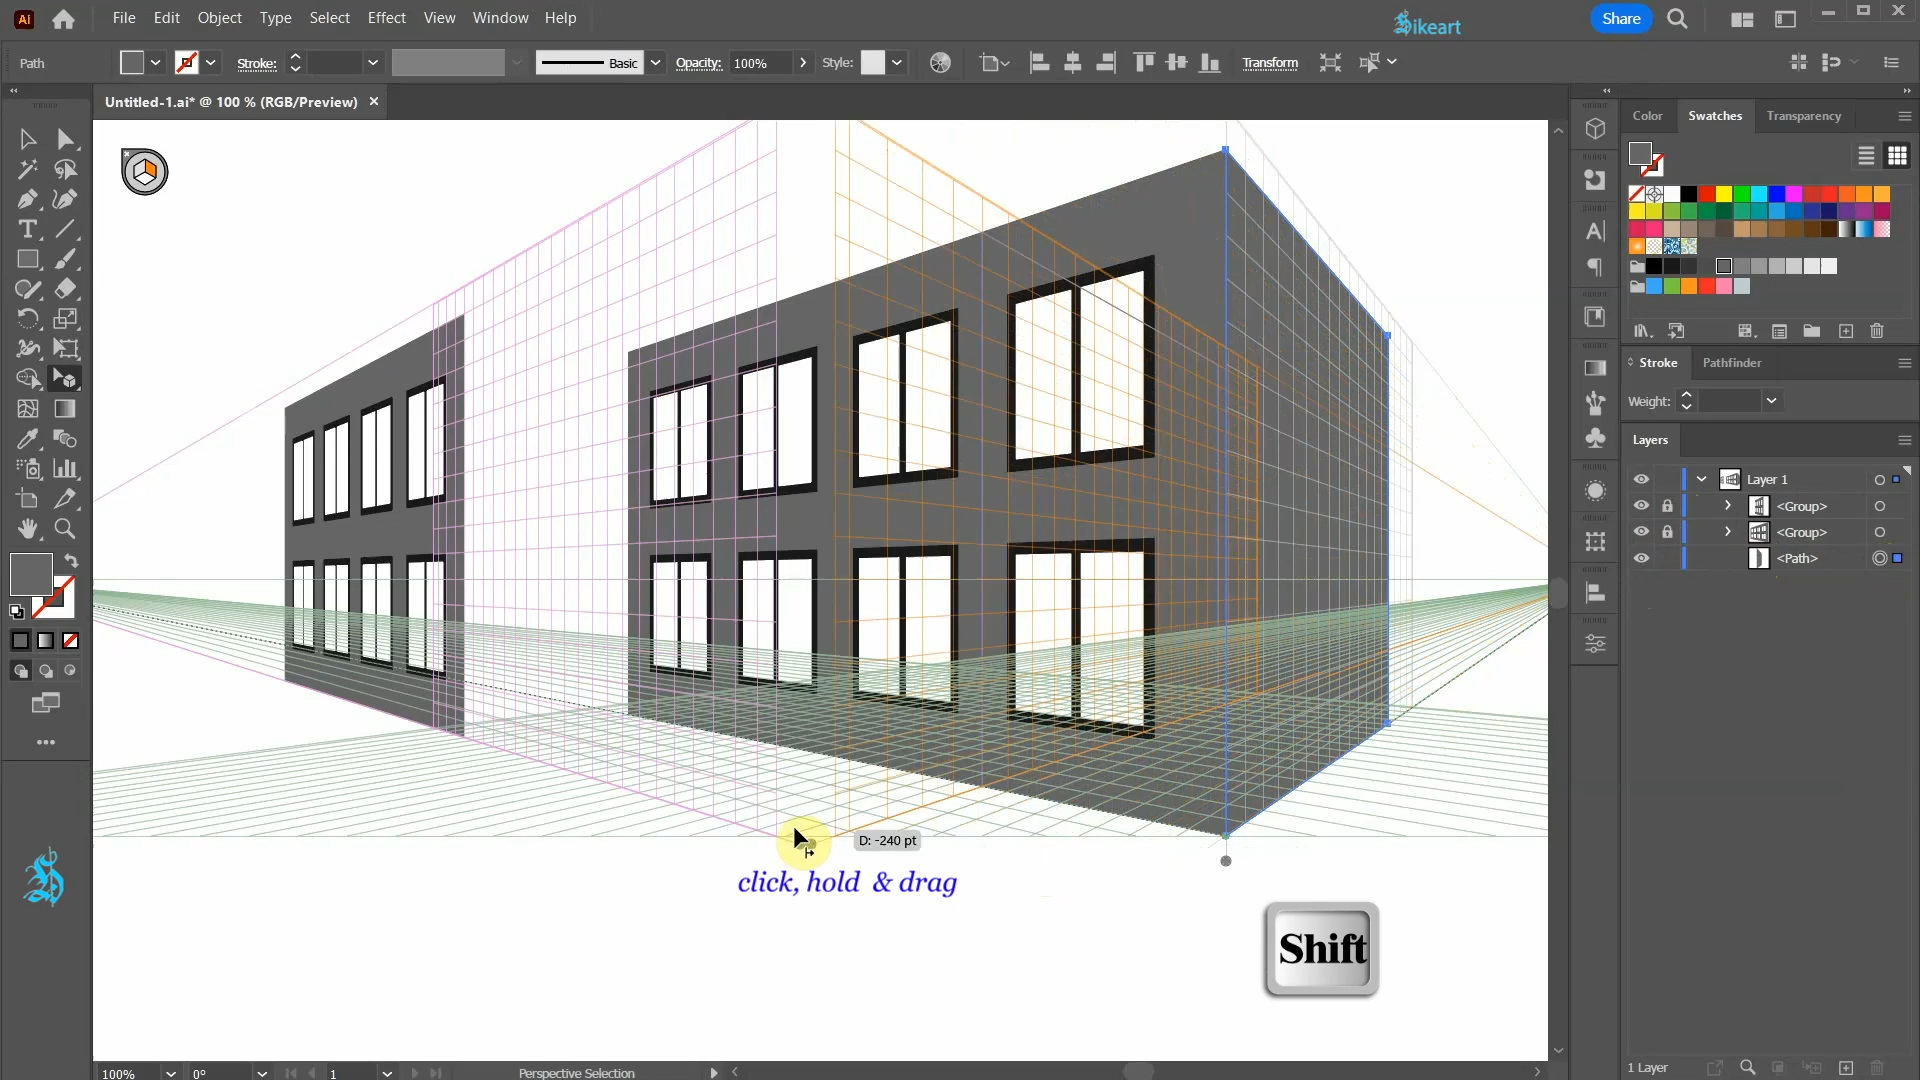 Ai File Edit Object Type Select Effect View Window Help Sikeart Share
Path Stroke: Basic Opacity: 100% Style: Transform
Untitled-1.ai* @ 100 % (RGB/Preview)
Color Swatches Transparency
Stroke Pathfinder
Weight:
Layers
Layer 1
<Group>
<Group>
<Path>
D: -240 pt
click, hold & drag
Shift
1 Layer
100% 0° 1 Perspective Selection